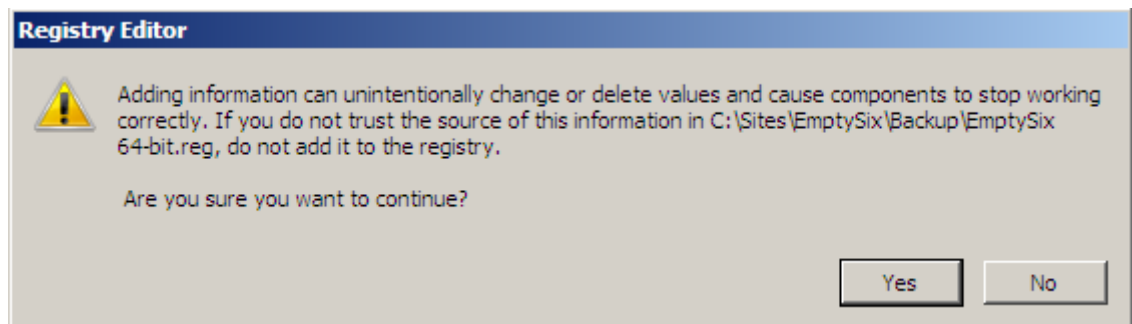 Registry Editor
Adding information can unintentionally change or delete values and cause components to stop working
correctly. If you do not trust the source of this information in C:\Sites\EmptySix\Backup\EmptySix
64-bit.reg, do not add it to the registry.
Are you sure you want to continue?
Yes No